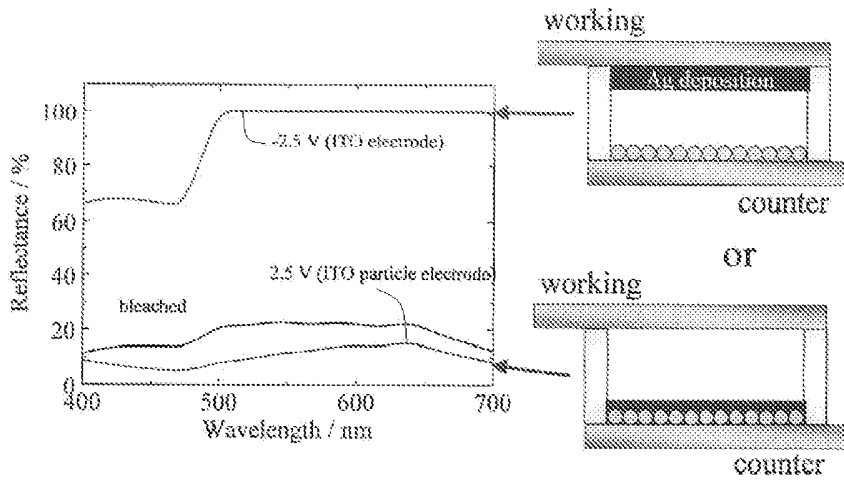 working
Au deposition
counter
or
working
counter
Reflectance / %
100
80
60
40
20
0
-2.5 V (ITO electrode)
2.5 V (ITO particle electrode)
bleached
400
500
600
700
Wavelength / nm